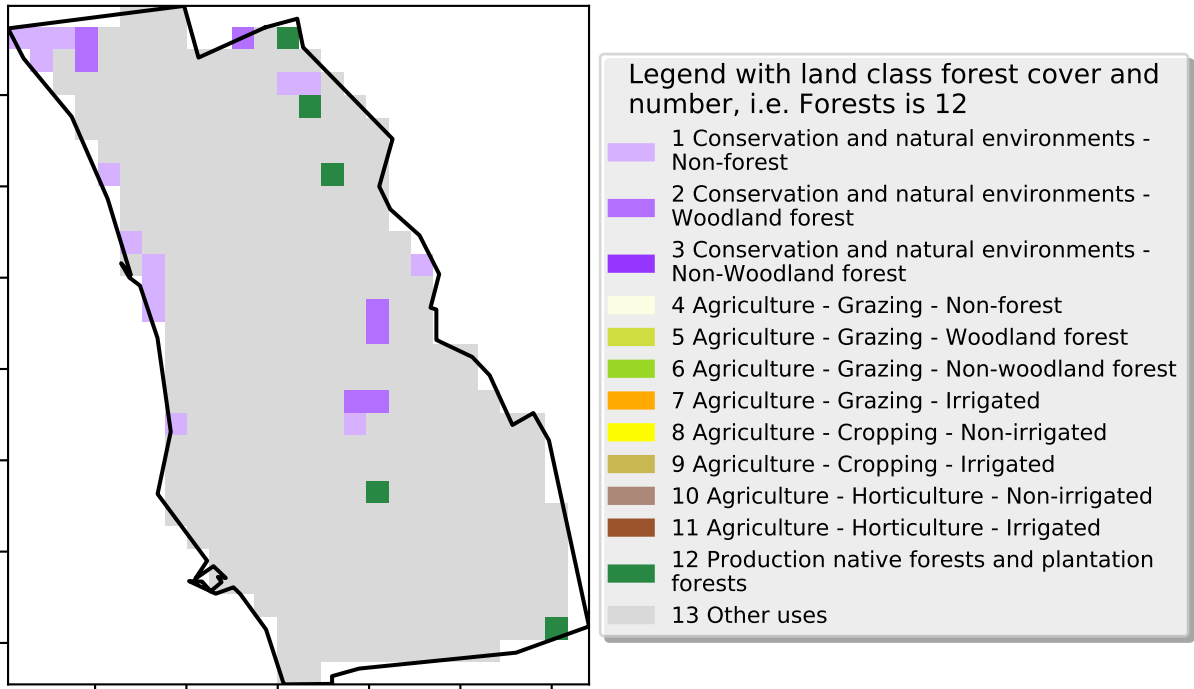 Legend with land class forest cover and
number, i.e. Forests is 12
1 Conservation and natural environments -
Non-forest
2 Conservation and natural environments -
Woodland forest
3 Conservation and natural environments -
Non-Woodland forest
4 Agriculture - Grazing - Non-forest
5 Agriculture - Grazing - Woodland forest
6 Agriculture - Grazing - Non-woodland forest
7 Agriculture - Grazing - Irrigated
8 Agriculture - Cropping - Non-irrigated
9 Agriculture - Cropping - Irrigated
10 Agriculture - Horticulture - Non-irrigated
11 Agriculture - Horticulture - Irrigated
12 Production native forests and plantation
forests
13 Other uses